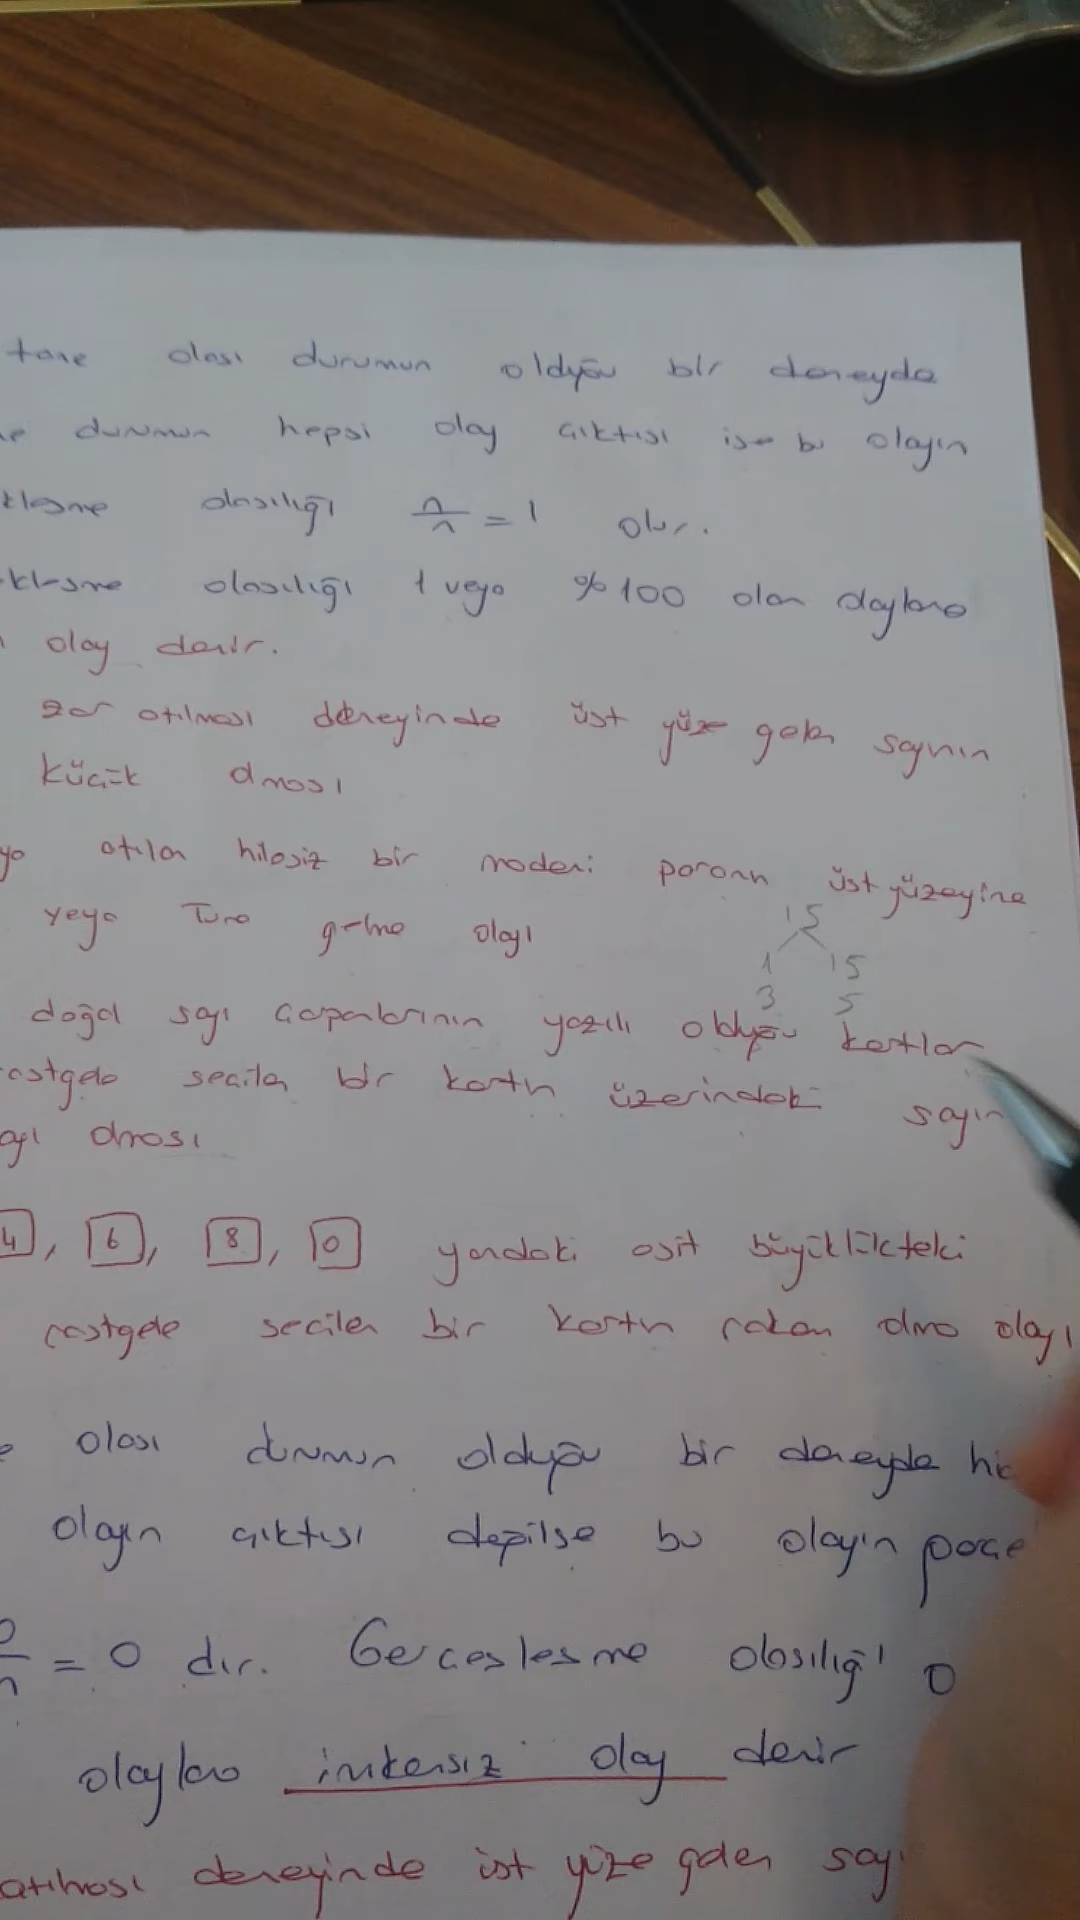 tane olası durumun olduğu bir deneyde
durumun hepsi olay çıktısı ise bu olayın
olasılığı n/n = 1 olur.
olasılığı 1 veya %100 olan olaylara
olay denir.
zar atılması deneyinde üst yüze gelen sayının
küçük olması
atılan hilesiz bir madeni paranın üst yüzeyine
veya Tura gelme olayı
15
1 15
3 5
doğal sayı çarpanlarının yazılı olduğu kartlar
seçilen bir kartın üzerindeki sayın
olması
4, 6, 8, 0 yandaki eşit büyüklükteki
rastgele seçilen bir kartın rakam olma olayı
olası durumun olduğu bir deneyde hiç
olayın çıktısı değilse bu olayın
= 0 dır. Gerçekleşme olasılığı 0
olaylara imkansız olay denir
atılması deneyinde üst yüze gelen sayı